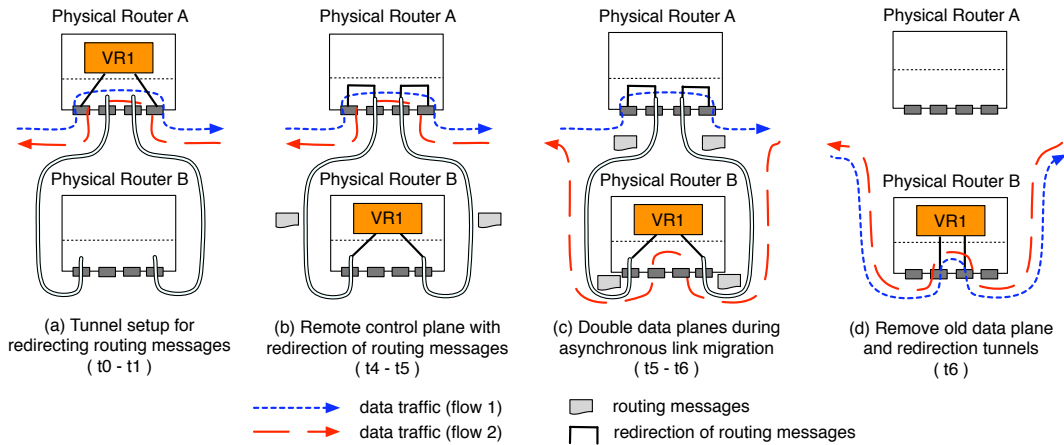 Physical Router A
VR1
Physical Router B
(a) Tunnel setup for
redirecting routing messages
( t0 - t1 )
Physical Router A
Physical Router B
VR1
(b) Remote control plane with
redirection of routing messages
( t4 - t5 )
Physical Router A
Physical Router B
VR1
(c) Double data planes during
asynchronous link migration
( t5 - t6 )
Physical Router A
Physical Router B
VR1
(d) Remove old data plane
and redirection tunnels
( t6 )
data traffic (flow 1)
data traffic (flow 2)
routing messages
redirection of routing messages